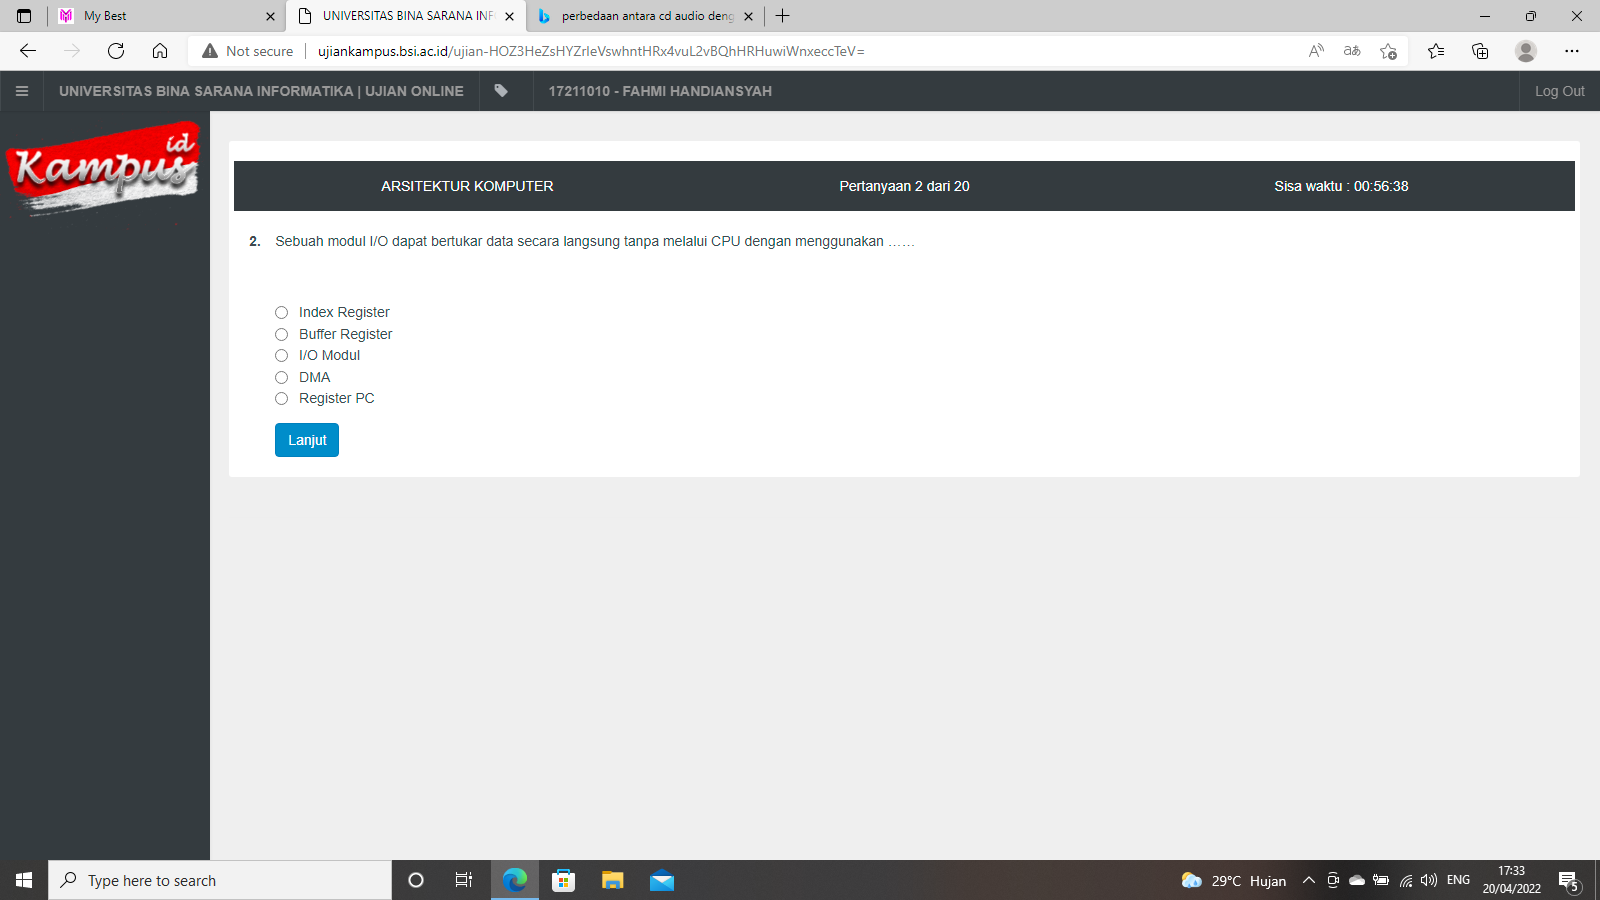 My Best
UNIVERSITAS BINA SARANA INF
perbedaan antara cd audio deng
Not secure
ujiankampus.bsi.ac.id/ujian-HOZ3HeZsHYZrIeVswhntHRx4vuL2vBQhHRHuwiWnxeccTeV=
UNIVERSITAS BINA SARANA INFORMATIKA | UJIAN ONLINE
17211010 - FAHMI HANDIANSYAH
Log Out
Kampus id
ARSITEKTUR KOMPUTER
Pertanyaan 2 dari 20
Sisa waktu : 00:56:38
2. Sebuah modul I/O dapat bertukar data secara langsung tanpa melalui CPU dengan menggunakan ……
Index Register
Buffer Register
I/O Modul
DMA
Register PC
Lanjut
Type here to search
29°C Hujan
ENG
17:33
20/04/2022
5